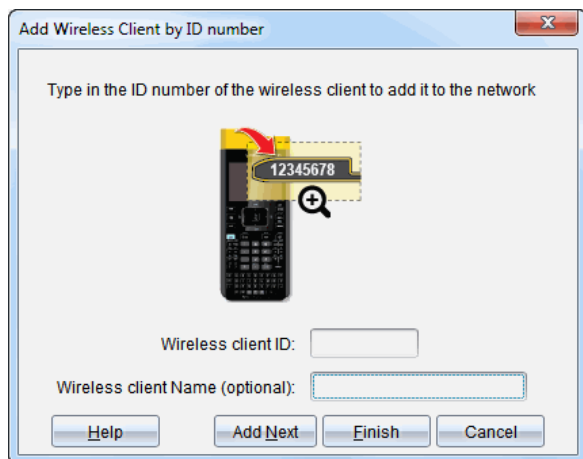 Add Wireless Client by ID number
Type in the ID number of the wireless client to add it to the network
12345678
Wireless client ID:
Wireless client Name (optional):
Help Add Next Finish Cancel